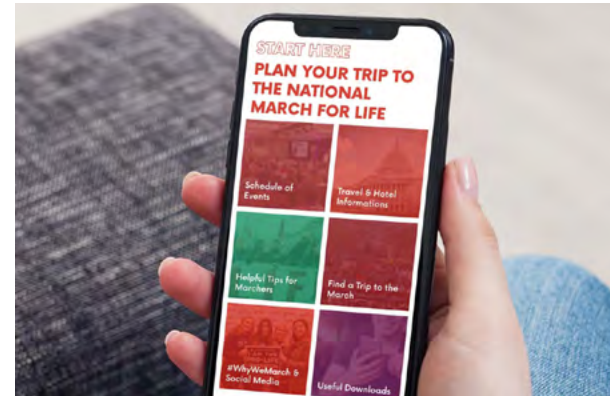 START HERE
PLAN YOUR TRIP TO
THE NATIONAL
MARCH FOR LIFE
Schedule of
Events
Travel & Hotel
Informations
Helpful Tips for
Marchers
Find a Trip to the
March
#WhyWeMarch &
Social Media
Useful Downloads